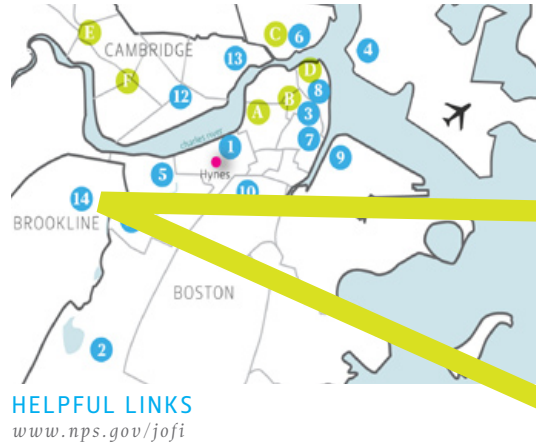 E
C
6
CAMBRIDGE
4
13
D
F
12
B
8
A
3
charles river
1
7
9
5
Hynes
10
14
BROOKLINE
BOSTON
2
HELPFUL LINKS
www.nps.gov/jofi